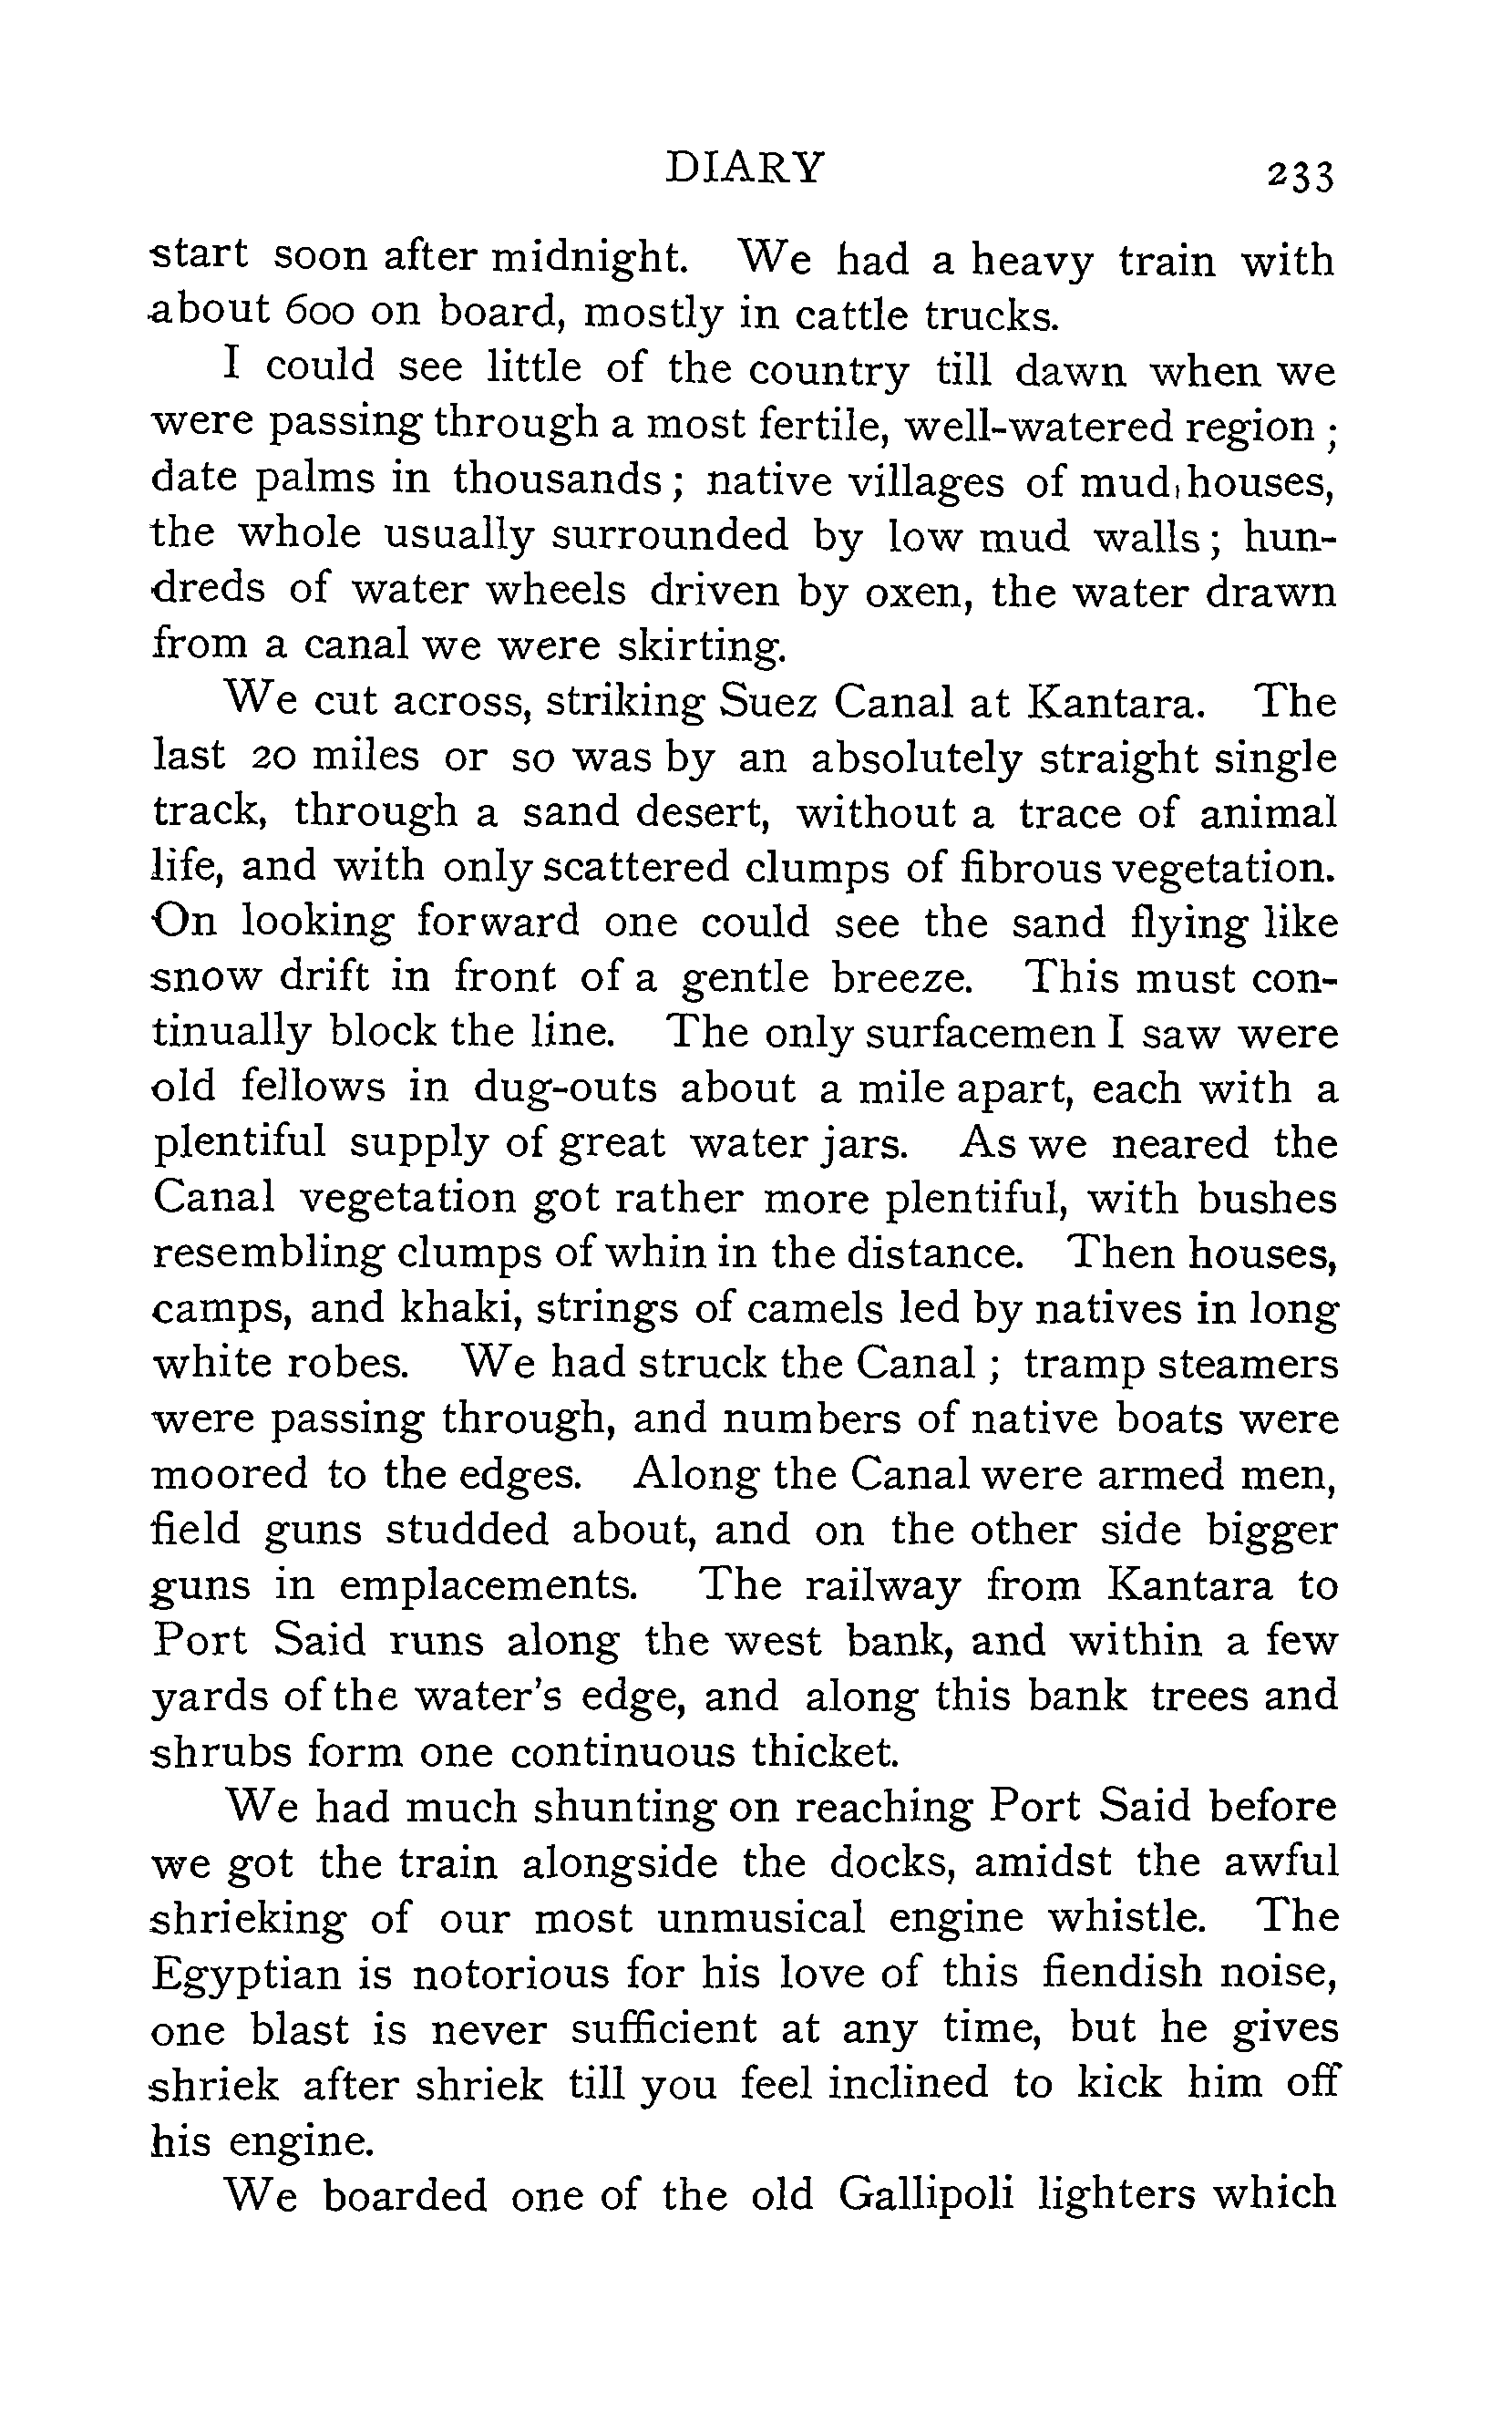 DIARY 233
start soon after midnight. We had a heavy train with
about 600 on board, mostly in cattle trucks.
I could see little of the country till dawn when we
were passing through a most fertile, well-watered region ;
date palms in thousands ; native villages of mud houses,
the whole usually surrounded by low mud walls ; hun-
dreds of water wheels driven by oxen, the water drawn
from a canal we were skirting.
We cut across, striking Suez Canal at Kantara. The
last 20 miles or so was by an absolutely straight single
track, through a sand desert, without a trace of animal
life, and with only scattered clumps of fibrous vegetation.
On looking forward one could see the sand flying like
snow drift in front of a gentle breeze. This must con-
tinually block the line. The only surfacemen I saw were
old fellows in dug-outs about a mile apart, each with a
plentiful supply of great water jars. As we neared the
Canal vegetation got rather more plentiful, with bushes
resembling clumps of whin in the distance. Then houses,
camps, and khaki, strings of camels led by natives in long
white robes. We had struck the Canal ; tramp steamers
were passing through, and numbers of native boats were
moored to the edges. Along the Canal were armed men,
field guns studded about, and on the other side bigger
guns in emplacements. The railway from Kantara to
Port Said runs along the west bank, and within a few
yards of the water's edge, and along this bank trees and
shrubs form one continuous thicket.
We had much shunting on reaching Port Said before
we got the train alongside the docks, amidst the awful
shrieking of our most unmusical engine whistle. The
Egyptian is notorious for his love of this fiendish noise,
one blast is never sufficient at any time, but he gives
shriek after shriek till you feel inclined to kick him off
his engine.
We boarded one of the old Gallipoli lighters which